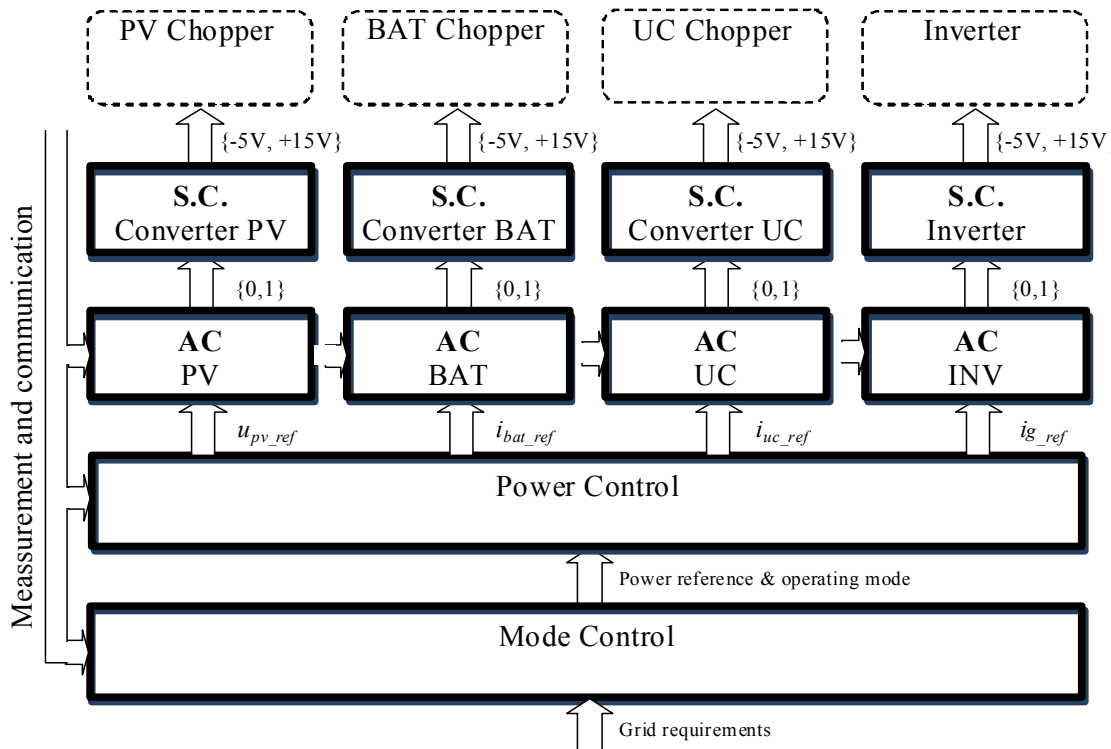 PV Chopper
BAT Chopper
UC Chopper
Inverter
{-5V, +15V}
{-5V, +15V}
{-5V, +15V}
{-5V, +15V}
S.C.
Converter PV
S.C.
Converter BAT
S.C.
Converter UC
S.C.
Inverter
{0,1}
{0,1}
{0,1}
{0,1}
AC
PV
AC
BAT
AC
UC
AC
INV
u_pv_ref
i_bat_ref
i_uc_ref
i_g_ref
Power Control
Power reference & operating mode
Mode Control
Grid requirements
Meassurement and communication